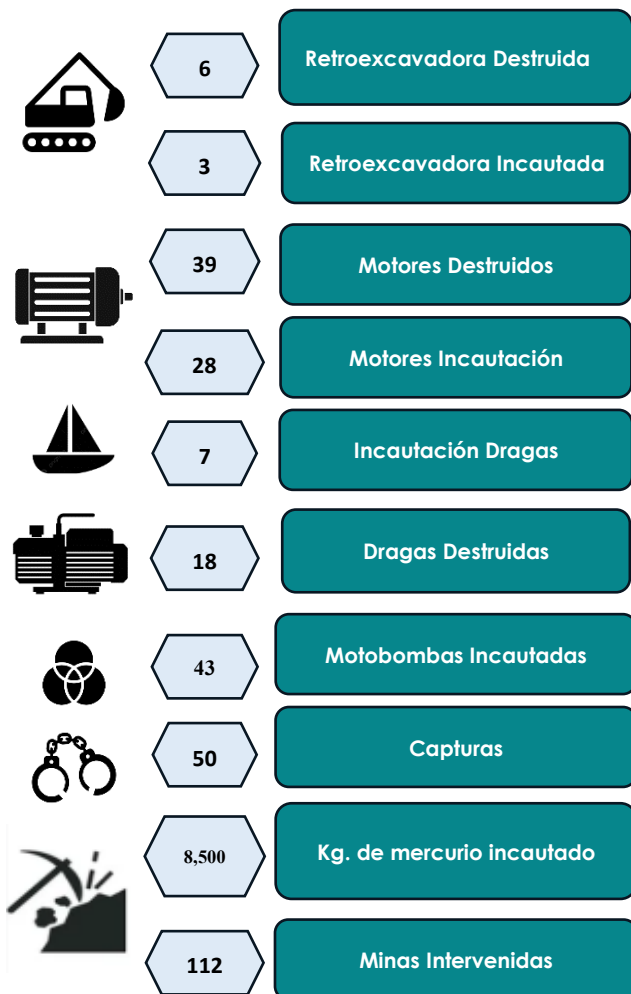 6 Retroexcavadora Destruida
3 Retroexcavadora Incautada
39 Motores Destruidos
28 Motores Incautación
7 Incautación Dragas
18 Dragas Destruidas
43 Motobombas Incautadas
50 Capturas
8,500 Kg. de mercurio incautado
112 Minas Intervenidas